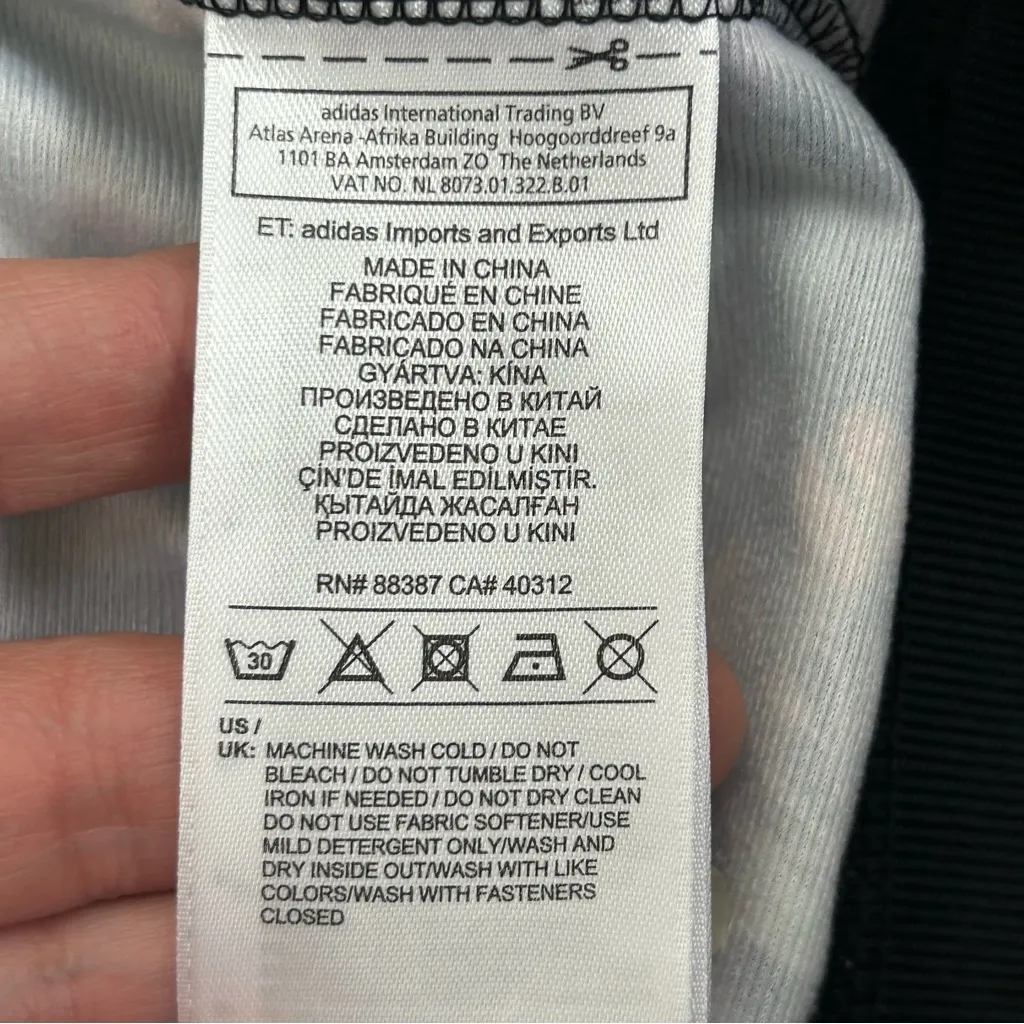 adidas International Trading BV
Atlas Arena -Afrika Building Hoogoorddreef 9a
1101 BA Amsterdam ZO The Netherlands
VAT NO. NL 8073.01.322.B.01
ET: adidas Imports and Exports Ltd
MADE IN CHINA
FABRIQUÉ EN CHINE
FABRICADO EN CHINA
FABRICADO NA CHINA
GYÁRTVA: KÍNA
ПРОИЗВЕДЕНО В КИТАЙ
СДЕЛАНО В КИТАЕ
PROIZVEDENO U KINI
ÇİN'DE İMAL EDİLMİŞTİR.
ҚЫТАЙДА ЖАСАЛҒАН
PROIZVEDENO U KINI
RN# 88387 CA# 40312
30
US /
UK: MACHINE WASH COLD / DO NOT
BLEACH / DO NOT TUMBLE DRY / COOL
IRON IF NEEDED / DO NOT DRY CLEAN
DO NOT USE FABRIC SOFTENER/USE
MILD DETERGENT ONLY/WASH AND
DRY INSIDE OUT/WASH WITH LIKE
COLORS/WASH WITH FASTENERS
CLOSED